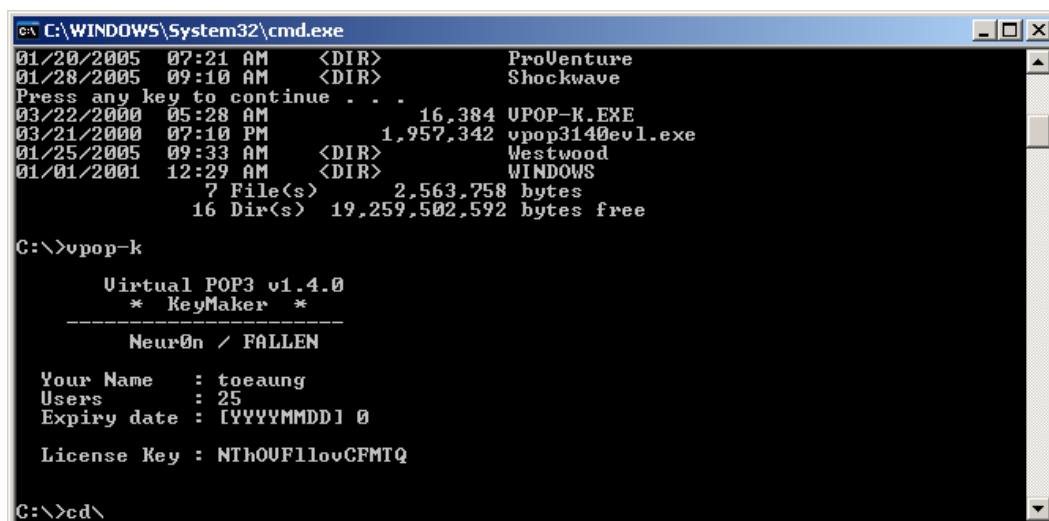 C:\WINDOWS\System32\cmd.exe
01/20/2005 07:21 AM <DIR> ProVenture
01/28/2005 09:10 AM <DIR> Shockwave
Press any key to continue . . .
03/22/2000 05:28 AM 16,384 VPOP-K.EXE
03/21/2000 07:10 PM 1,957,342 vpop3140evl.exe
01/25/2005 09:33 AM <DIR> Westwood
01/01/2001 12:29 AM <DIR> WINDOWS
7 File(s) 2,563,758 bytes
16 Dir(s) 19,259,502,592 bytes free
C:\>vpop-k
Virtual POP3 v1.4.0
* KeyMaker *
-----------------------
Neur0n / FALLEN
Your Name : toeaung
Users : 25
Expiry date : [YYYYMMDD] 0
License Key : NThOVFllovCFMTQ
C:\>cd\